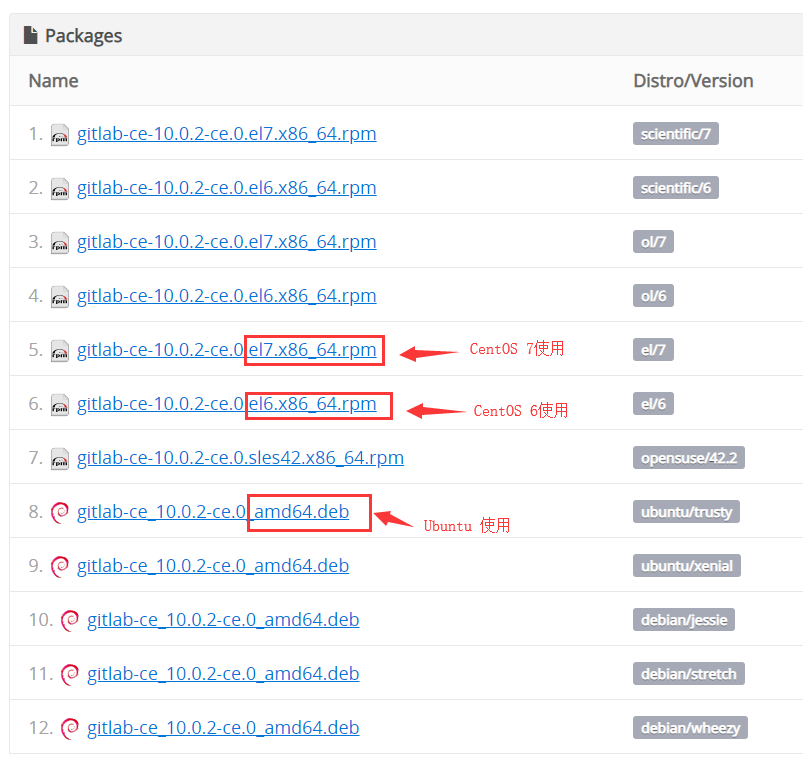 Packages
Name Distro/Version
1. gitlab-ce-10.0.2-ce.0.el7.x86_64.rpm scientific/7
2. gitlab-ce-10.0.2-ce.0.el6.x86_64.rpm scientific/6
3. gitlab-ce-10.0.2-ce.0.el7.x86_64.rpm ol/7
4. gitlab-ce-10.0.2-ce.0.el6.x86_64.rpm ol/6
5. gitlab-ce-10.0.2-ce.0.el7.x86_64.rpm CentOS 7使用 el/7
6. gitlab-ce-10.0.2-ce.0.el6.x86_64.rpm CentOS 6使用 el/6
7. gitlab-ce-10.0.2-ce.0.sles42.x86_64.rpm opensuse/42.2
8. gitlab-ce_10.0.2-ce.0_amd64.deb Ubuntu 使用 ubuntu/trusty
9. gitlab-ce_10.0.2-ce.0_amd64.deb ubuntu/xenial
10. gitlab-ce_10.0.2-ce.0_amd64.deb debian/jessie
11. gitlab-ce_10.0.2-ce.0_amd64.deb debian/stretch
12. gitlab-ce_10.0.2-ce.0_amd64.deb debian/wheezy